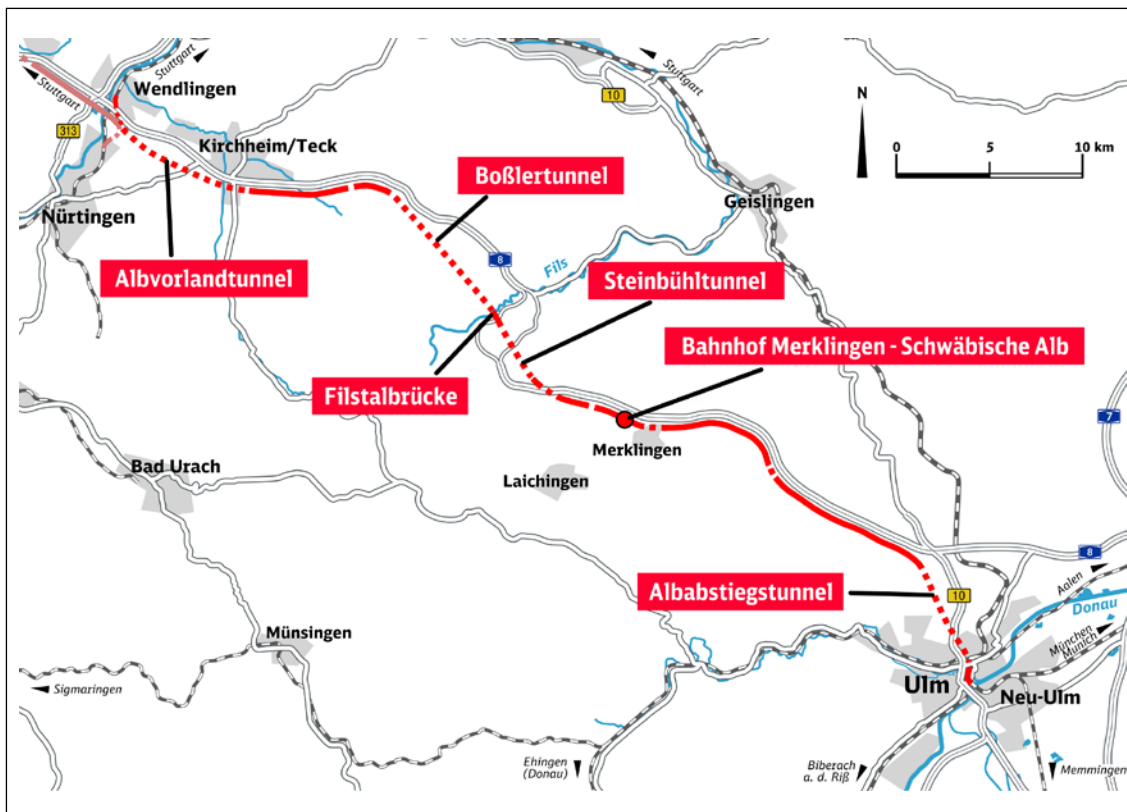 Stuttgart
Stuttgart
Wendlingen
313
Kirchheim/Teck
Nürtingen
Albvorlandtunnel
Boßlertunnel
10
Stuttgart
N
0 5 10 km
Geislingen
8
Fils
Steinbühltunnel
Bahnhof Merklingen - Schwäbische Alb
Filstalbrücke
7
Merklingen
Laichingen
Bad Urach
8
Albabstiegstunnel
10
Aalen
Donau
München
Munich
Münsingen
Sigmaringen
Ulm
Neu-Ulm
Ehingen
(Donau)
Biberach
a. d. Riß
Memmingen